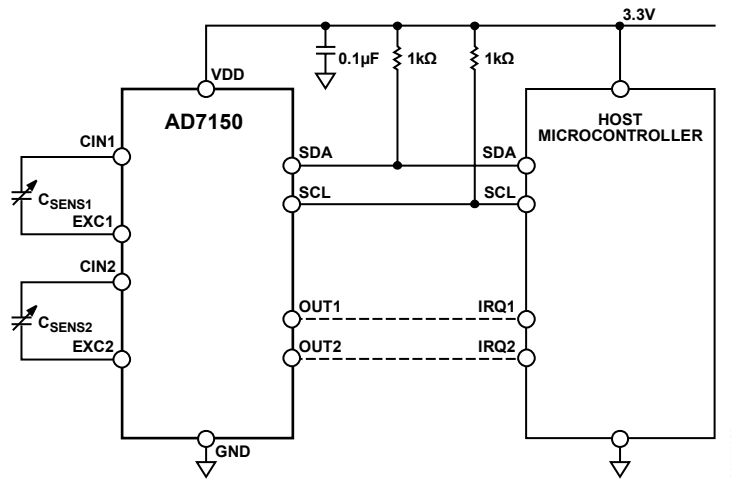 3.3V
0.1µF
1kΩ
1kΩ
VDD
AD7150
HOST
MICROCONTROLLER
CIN1
SDA
SDA
CSENS1
SCL
SCL
EXC1
CIN2
OUT1
IRQ1
CSENS2
EXC2
OUT2
IRQ2
GND